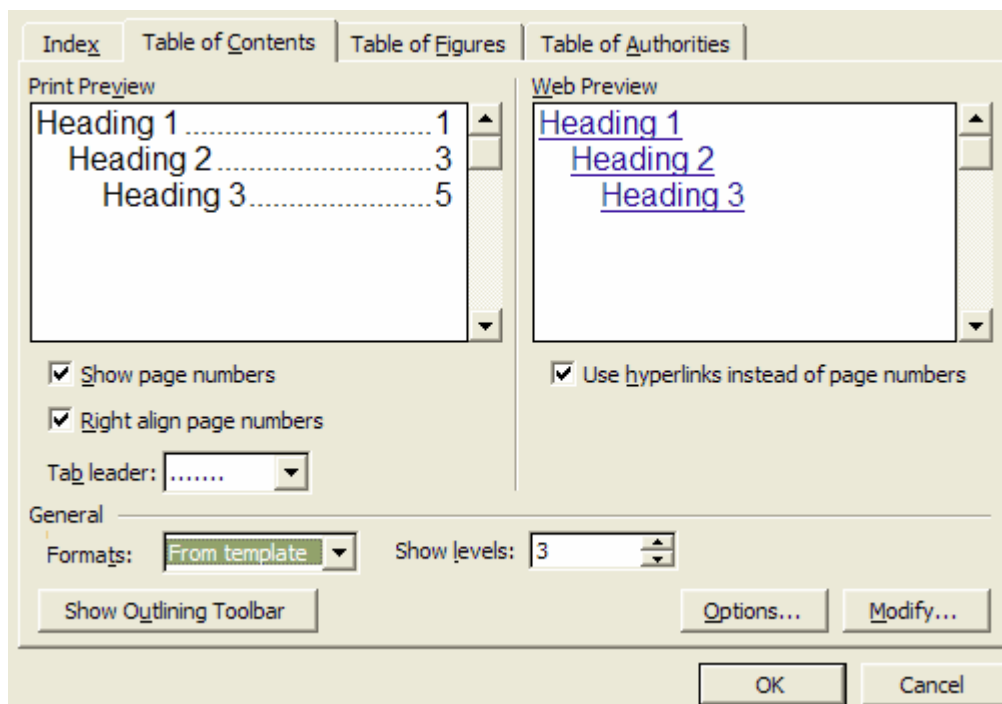 Index Table of Contents Table of Figures Table of Authorities
Print Preview
Heading 1..............................1
Heading 2..........................3
Heading 3......................5
Web Preview
Heading 1
Heading 2
Heading 3
Show page numbers
Right align page numbers
Tab leader: .......
Use hyperlinks instead of page numbers
General
Formats: From template Show levels: 3
Show Outlining Toolbar Options... Modify...
OK Cancel